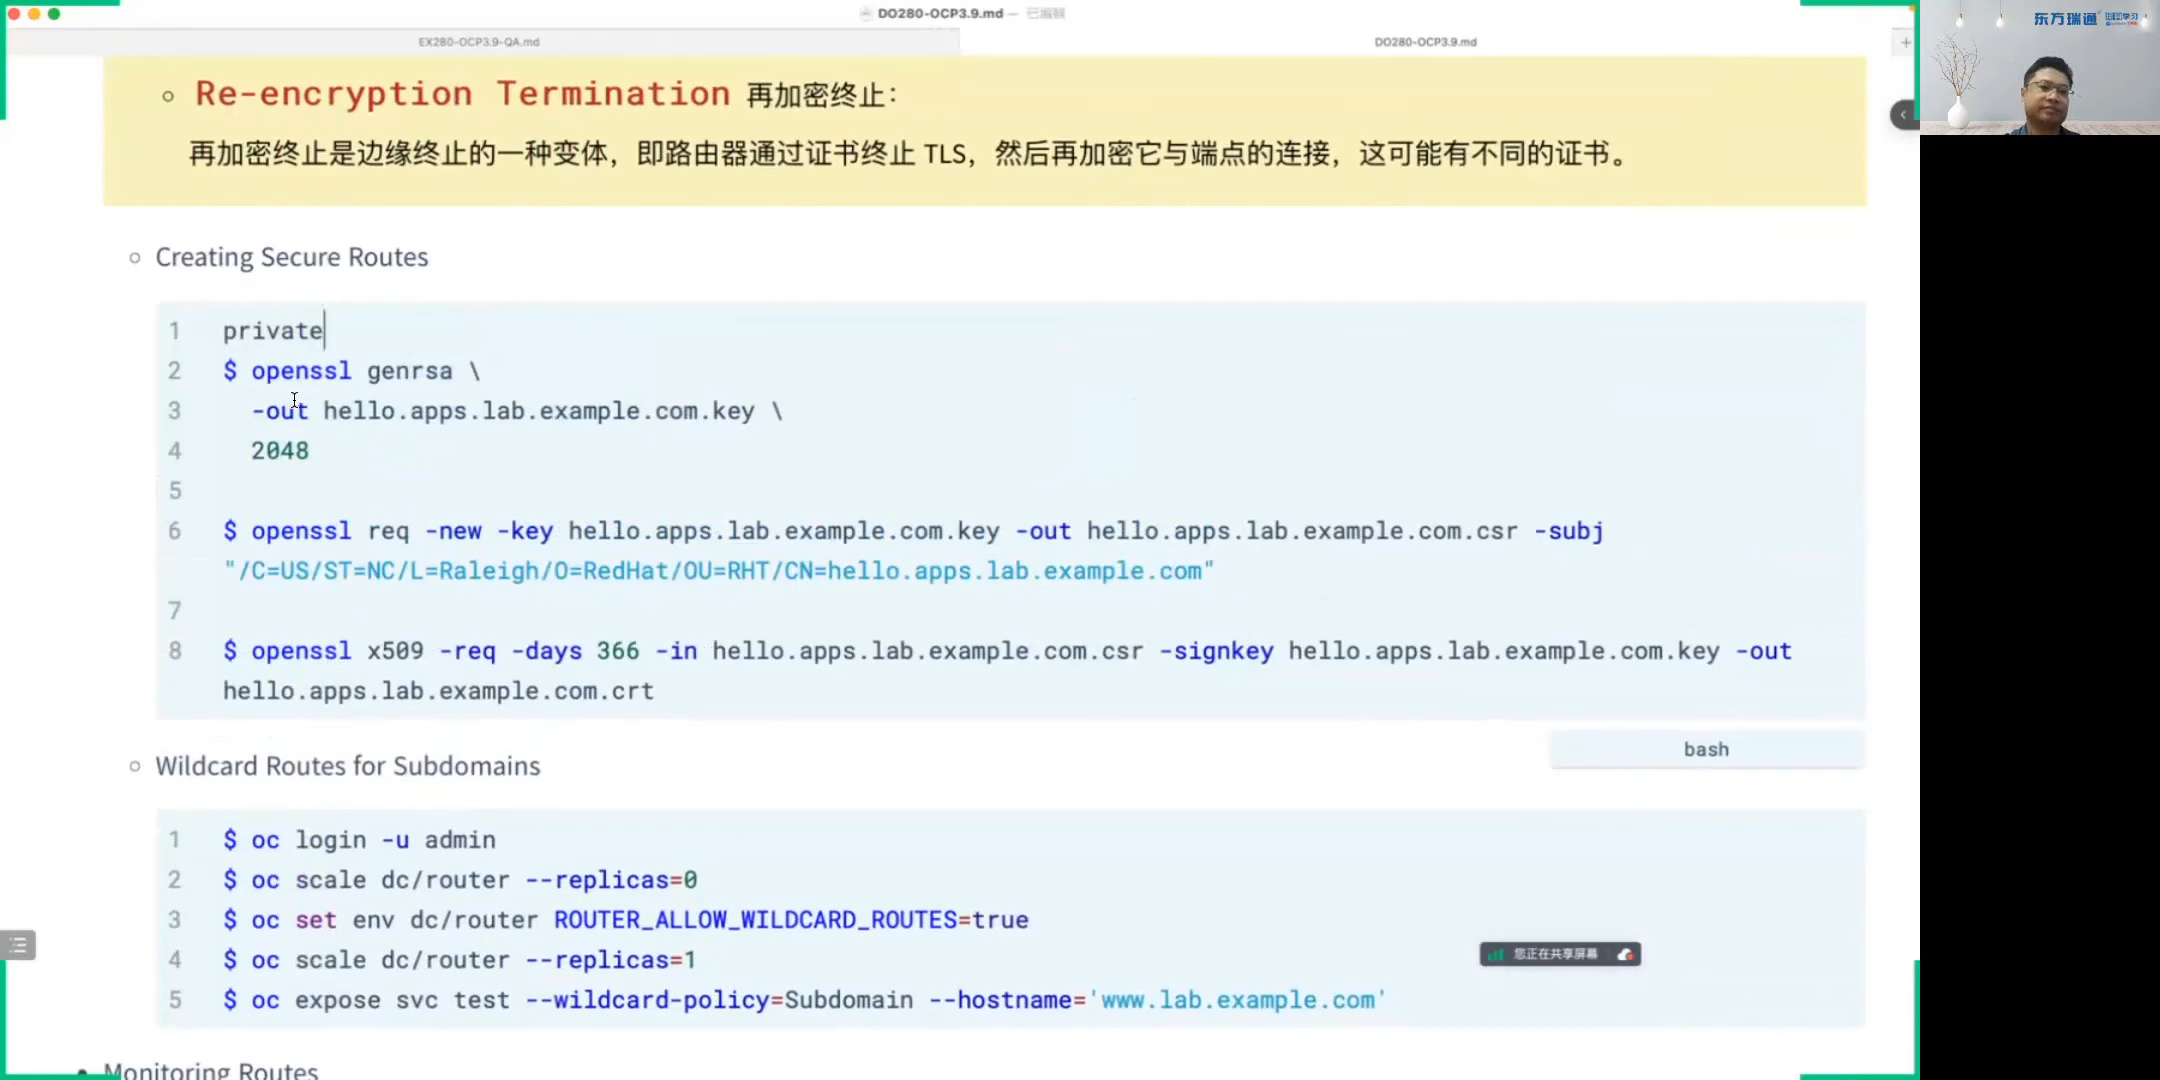 DO280-OCP3.9.md — 已编辑
EX280-OCP3.9-QA.md
DO280-OCP3.9.md
东方瑞通
Re-encryption Termination 再加密终止：
再加密终止是边缘终止的一种变体，即路由器通过证书终止 TLS，然后再加密它与端点的连接，这可能有不同的证书。
Creating Secure Routes
1 private
2 $ openssl genrsa \
3 -out hello.apps.lab.example.com.key \
4 2048
5
6 $ openssl req -new -key hello.apps.lab.example.com.key -out hello.apps.lab.example.com.csr -subj
"/C=US/ST=NC/L=Raleigh/O=RedHat/OU=RHT/CN=hello.apps.lab.example.com"
7
8 $ openssl x509 -req -days 366 -in hello.apps.lab.example.com.csr -signkey hello.apps.lab.example.com.key -out
hello.apps.lab.example.com.crt
bash
Wildcard Routes for Subdomains
1 $ oc login -u admin
2 $ oc scale dc/router --replicas=0
3 $ oc set env dc/router ROUTER_ALLOW_WILDCARD_ROUTES=true
4 $ oc scale dc/router --replicas=1
5 $ oc expose svc test --wildcard-policy=Subdomain --hostname='www.lab.example.com'
您正在共享屏幕
Monitoring Routes